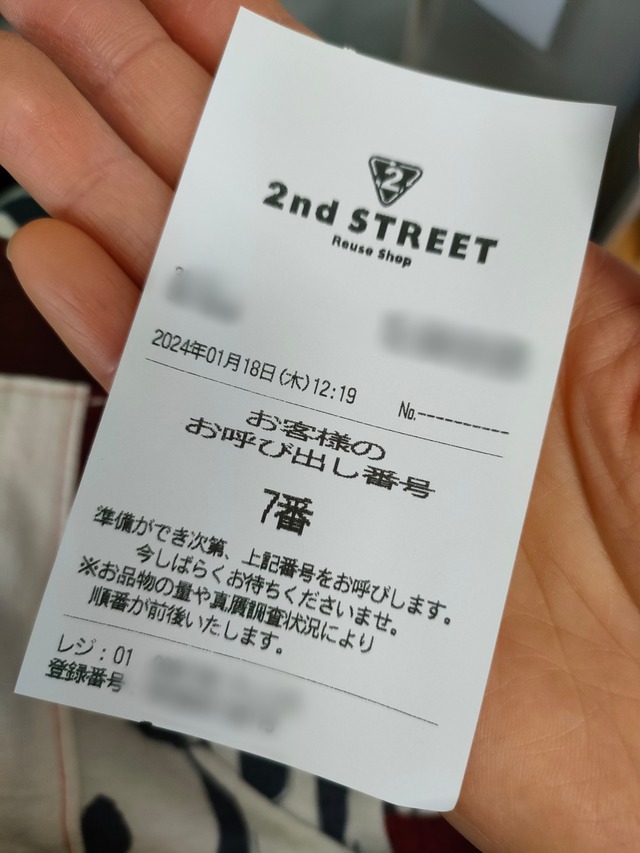 2
2nd STREET
Reuse Shop
2024年01月18日(木)12:19
No.----------
お客様の
お呼び出し番号
7番
準備ができ次第、上記番号をお呼びします。
今しばらくお待ちくださいませ。
※お品物の量や真贋調査状況により
順番が前後いたします。
レジ:01
登録番号